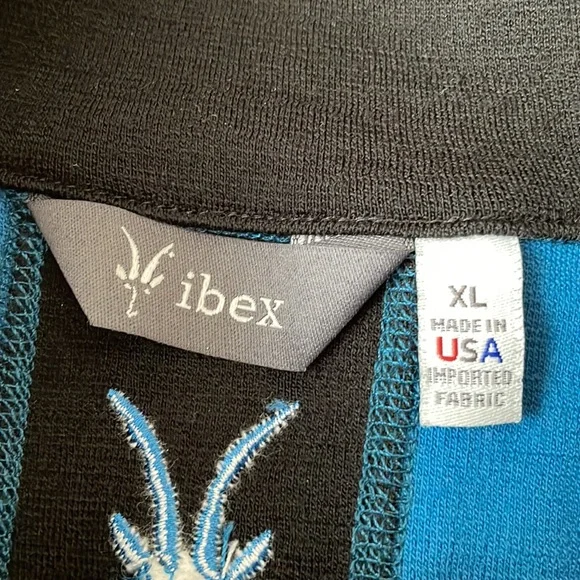 ibex
XL
MADE IN
USA
IMPORTED
FABRIC